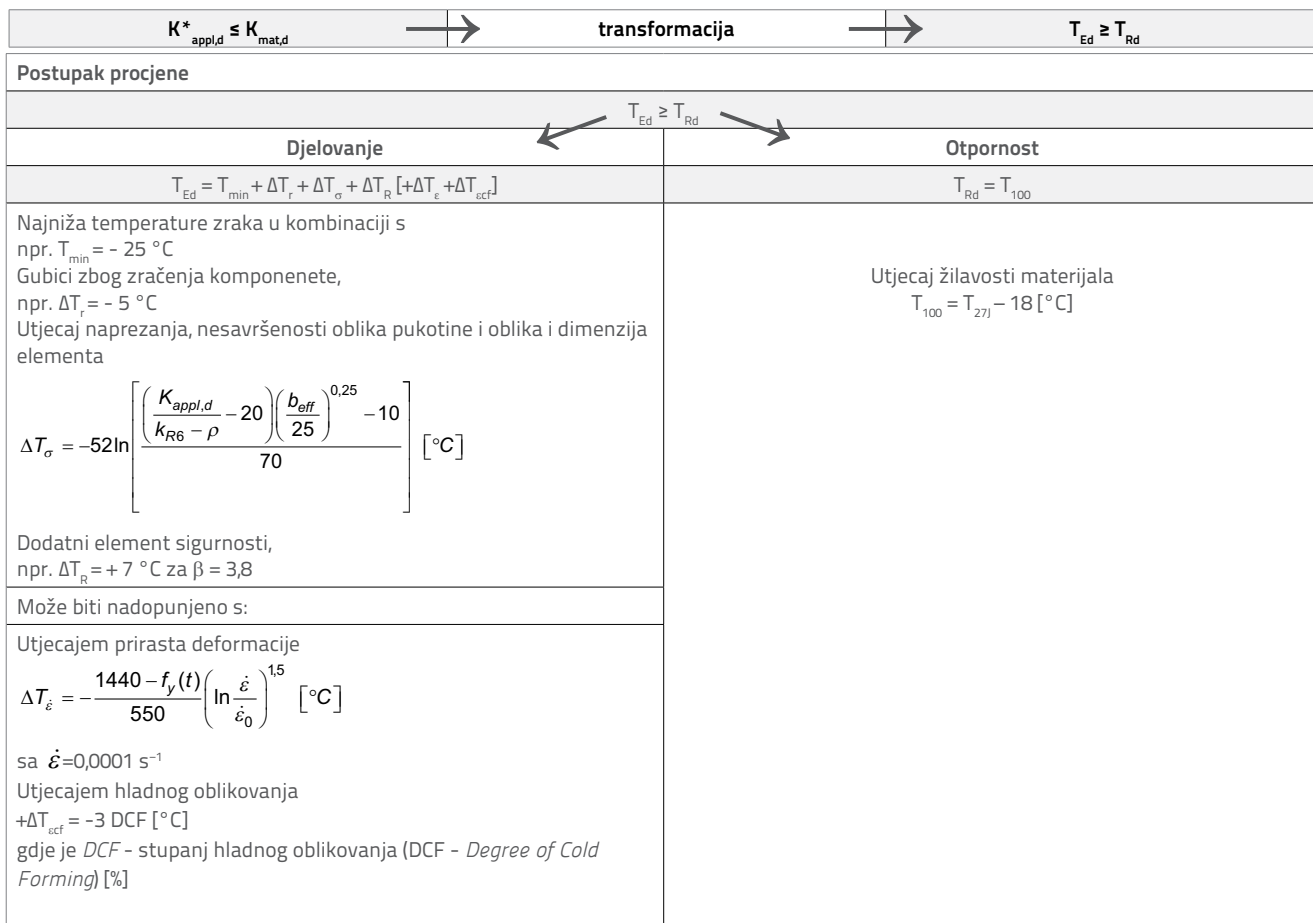 K*appl,d ≤ Kmat,d → transformacija → TEd ≥ TRd
Postupak procjene
TEd ≥ TRd
Djelovanje
TEd = Tmin + ΔTr + ΔTσ + ΔTR [+ΔTε +ΔTεcf]
Najniža temperature zraka u kombinaciji s
npr. Tmin = - 25 °C
Gubici zbog zračenja komponenete,
npr. ΔTr = - 5 °C
Utjecaj naprezanja, nesavršenosti oblika pukotine i oblika i dimenzija
elementa
ΔTσ = −52ln[((Kappl,d / (kR6 − ρ) − 20)(beff / 25)^0,25 − 10) / 70] [°C]
Dodatni element sigurnosti,
npr. ΔTR = + 7 °C za β = 3,8
Može biti nadopunjeno s:
Utjecajem prirasta deformacije
ΔTε̇ = −(1440 − fy(t)) / 550 (ln ε̇ / ε̇0)^1,5 [°C]
sa ε̇=0,0001 s⁻¹
Utjecajem hladnog oblikovanja
+ΔTεcf = -3 DCF [°C]
gdje je DCF - stupanj hladnog oblikovanja (DCF - Degree of Cold
Forming) [%]
Otpornost
TRd = T100
Utjecaj žilavosti materijala
T100 = T27J – 18 [°C]